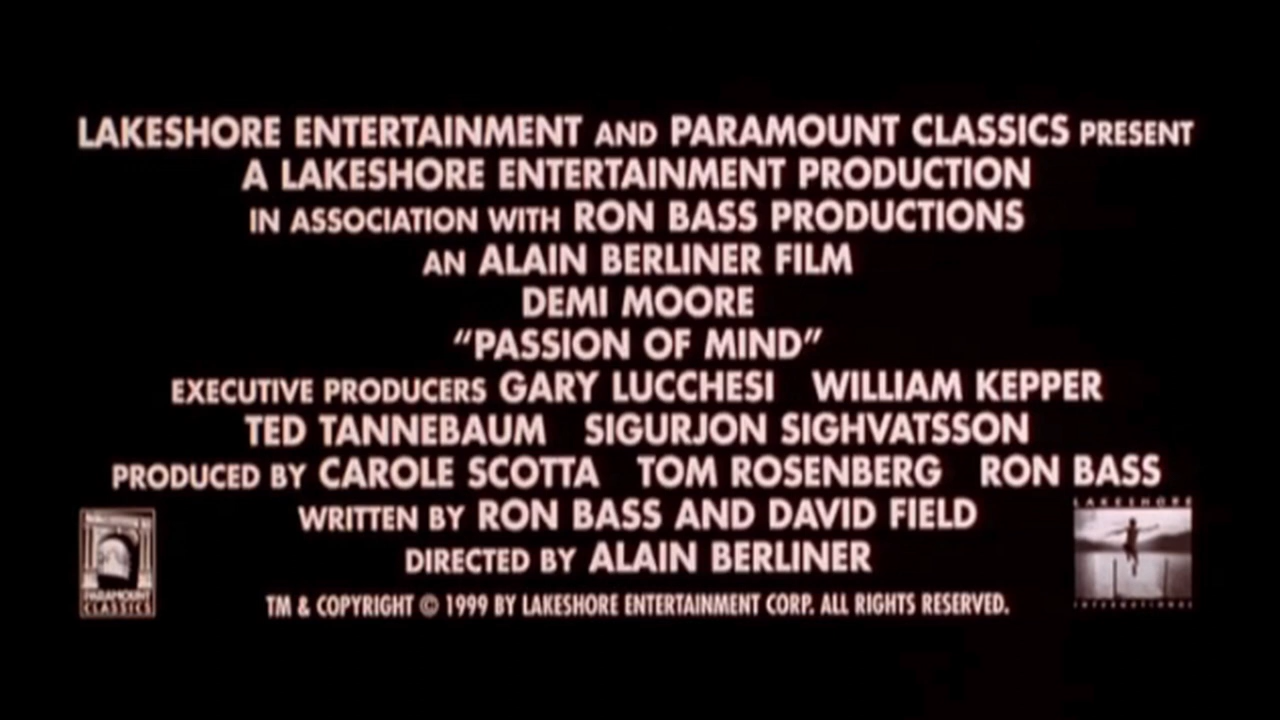 LAKESHORE ENTERTAINMENT AND PARAMOUNT CLASSICS PRESENT
A LAKESHORE ENTERTAINMENT PRODUCTION
IN ASSOCIATION WITH RON BASS PRODUCTIONS
AN ALAIN BERLINER FILM
DEMI MOORE
“PASSION OF MIND”
EXECUTIVE PRODUCERS GARY LUCCHESI WILLIAM KEPPER
TED TANNEBAUM SIGURJON SIGHVATSSON
PRODUCED BY CAROLE SCOTTA TOM ROSENBERG RON BASS
WRITTEN BY RON BASS AND DAVID FIELD
DIRECTED BY ALAIN BERLINER
TM & COPYRIGHT © 1999 BY LAKESHORE ENTERTAINMENT CORP. ALL RIGHTS RESERVED.
PARAMOUNT
CLASSICS
LAKESHORE
INTERNATIONAL